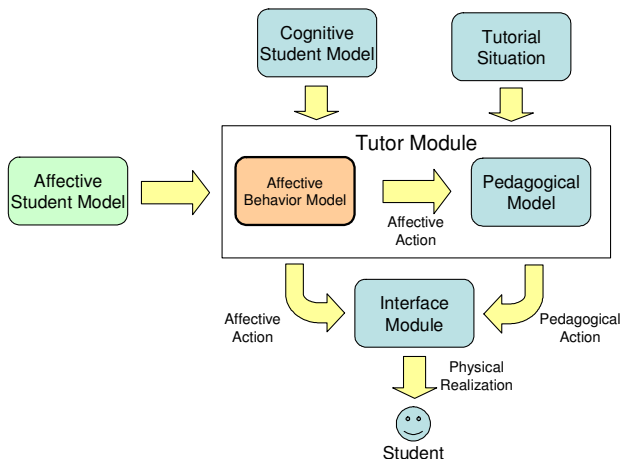 Cognitive
Student Model
Tutorial
Situation
Tutor Module
Affective
Student Model
Affective
Behavior Model
Affective
Action
Pedagogical
Model
Affective
Action
Interface
Module
Pedagogical
Action
Physical
Realization
Student